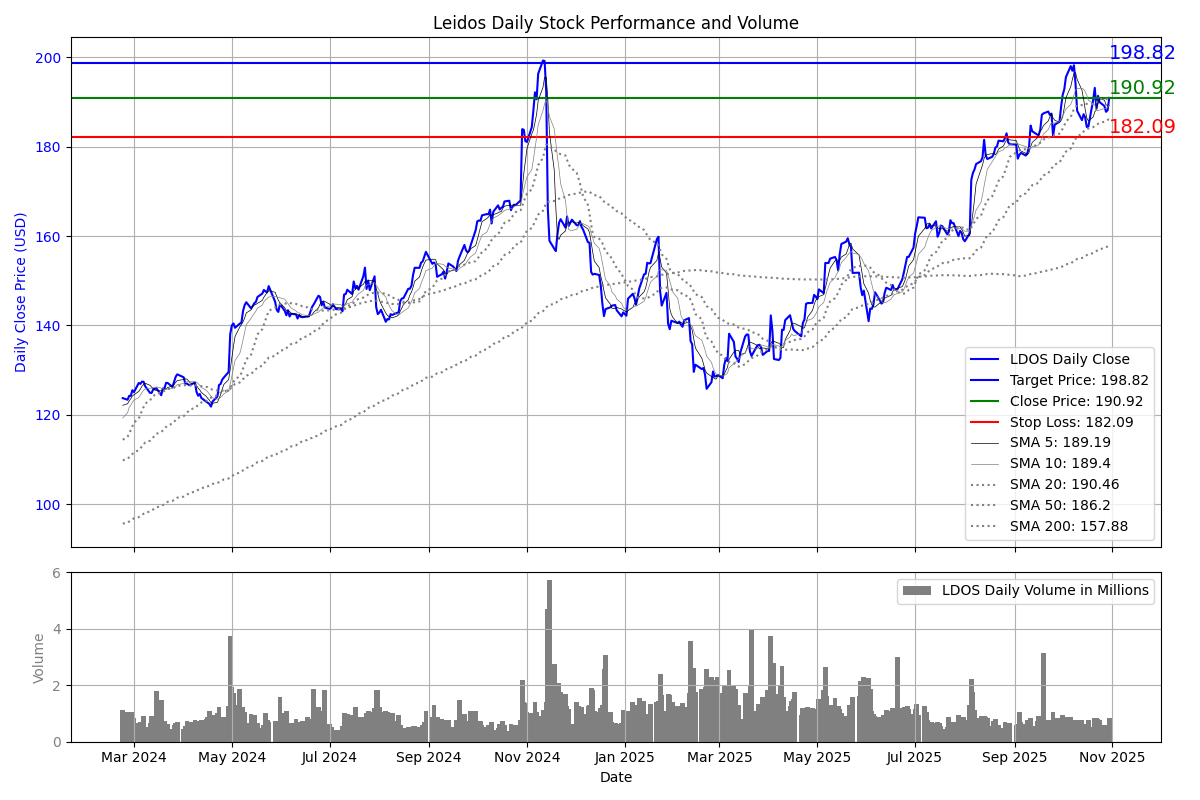 Leidos Daily Stock Performance and Volume
200
180
160
140
120
100
Daily Close Price (USD)
198.82
190.92
182.09
LDOS Daily Close
Target Price: 198.82
Close Price: 190.92
Stop Loss: 182.09
SMA 5: 189.19
SMA 10: 189.4
SMA 20: 190.46
SMA 50: 186.2
SMA 200: 157.88
6
4
2
0
Volume
LDOS Daily Volume in Millions
Mar 2024 May 2024 Jul 2024 Sep 2024 Nov 2024 Jan 2025 Mar 2025 May 2025 Jul 2025 Sep 2025 Nov 2025
Date